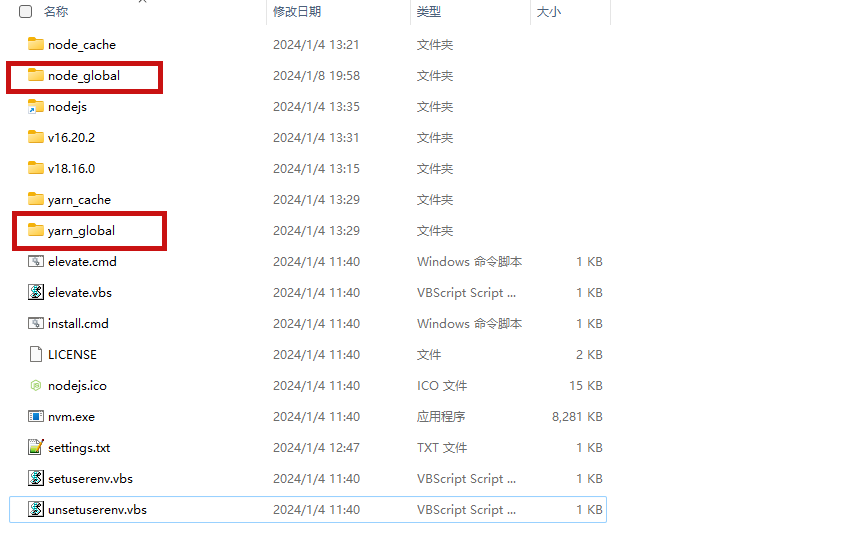 名称 修改日期 类型 大小
node_cache 2024/1/4 13:21 文件夹
node_global 2024/1/8 19:58 文件夹
nodejs 2024/1/4 13:35 文件夹
v16.20.2 2024/1/4 13:31 文件夹
v18.16.0 2024/1/4 13:15 文件夹
yarn_cache 2024/1/4 13:29 文件夹
yarn_global 2024/1/4 13:29 文件夹
elevate.cmd 2024/1/4 11:40 Windows 命令脚本 1 KB
elevate.vbs 2024/1/4 11:40 VBScript Script ... 1 KB
install.cmd 2024/1/4 11:40 Windows 命令脚本 1 KB
LICENSE 2024/1/4 11:40 文件 2 KB
nodejs.ico 2024/1/4 11:40 ICO 文件 15 KB
nvm.exe 2024/1/4 11:40 应用程序 8,281 KB
settings.txt 2024/1/4 12:47 TXT 文件 1 KB
setuserenv.vbs 2024/1/4 11:40 VBScript Script ... 1 KB
unsetuserenv.vbs 2024/1/4 11:40 VBScript Script ... 1 KB